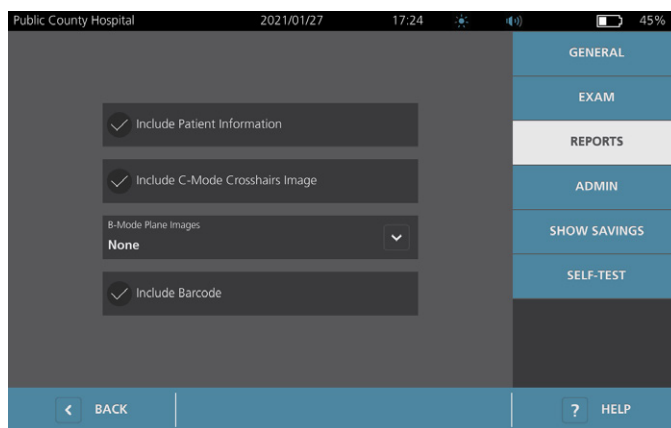 Public County Hospital 2021/01/27 17:24 45%
GENERAL
EXAM
REPORTS
ADMIN
SHOW SAVINGS
SELF-TEST
Include Patient Information
Include C-Mode Crosshairs Image
B-Mode Plane Images
None
Include Barcode
BACK
? HELP